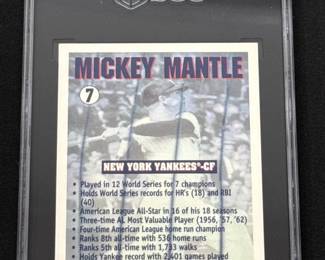 MICKEY MANTLE
7
NEW YORK YANKEES®-CF
• Played in 12 World Series for 7 champions
• Holds World Series records for HR's (18) and RBI
(40)
• American League All-Star in 16 of his 18 seasons
• Three-time AL Most Valuable Player (1956, '57, '62)
• Four-time American League home run champion
• Ranks 8th all-time with 536 home runs
• Ranks 5th all-time with 1,733 walks
• Holds Yankee record with 2,401 games played